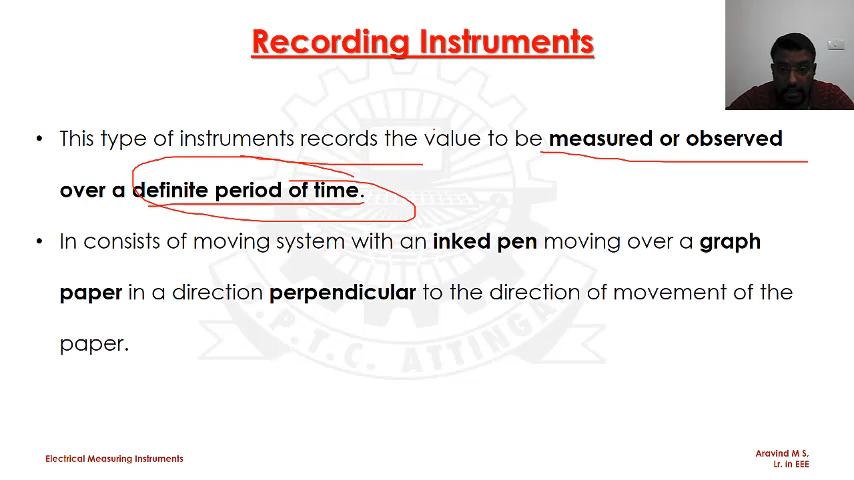 Recording Instruments
• This type of instruments records the value to be measured or observed
over a definite period of time.
• In consists of moving system with an inked pen moving over a graph
paper in a direction perpendicular to the direction of movement of the
paper.
P.T.C. ATTINGA
Electrical Measuring Instruments
Aravind M S,
Lr. in EEE